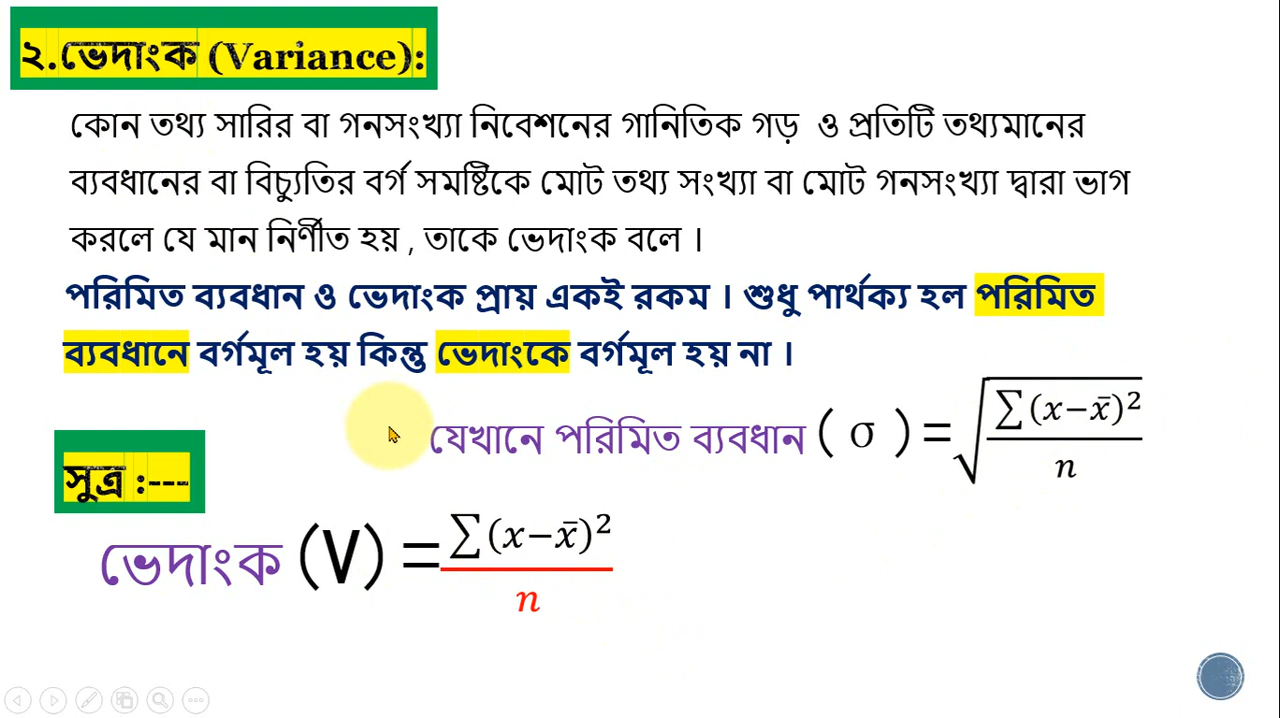 ২.ভেদাংক (Variance):
কোন তথ্য সারির বা গনসংখ্যা নিবেশনের গানিতিক গড় ও প্রতিটি তথ্যমানের
ব্যবধানের বা বিচ্যুতির বর্গ সমষ্টিকে মোট তথ্য সংখ্যা বা মোট গনসংখ্যা দ্বারা ভাগ
করলে যে মান নির্ণীত হয় , তাকে ভেদাংক বলে ।
পরিমিত ব্যবধান ও ভেদাংক প্রায় একই রকম । শুধু পার্থক্য হল পরিমিত
ব্যবধানে বর্গমূল হয় কিন্তু ভেদাংকে বর্গমূল হয় না ।
যেখানে পরিমিত ব্যবধান ( σ ) = √(∑(x−x̄)²/n)
সুত্র :---
ভেদাংক (V) = ∑(x−x̄)²/n